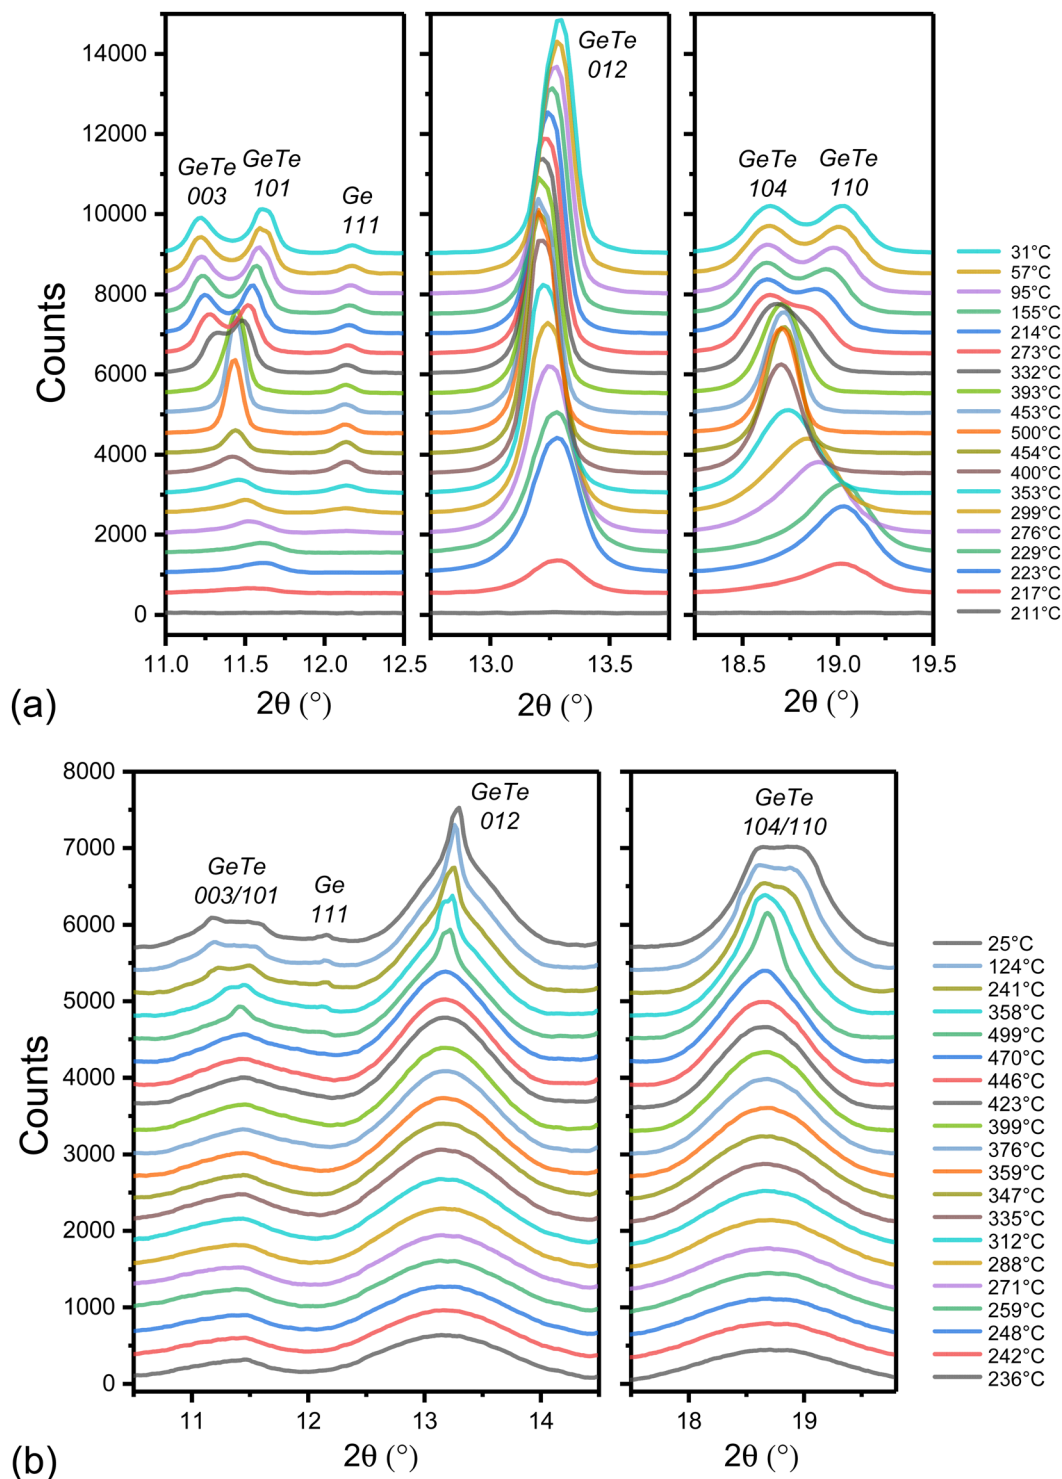 14000
12000
10000
8000
6000
4000
2000
0
Counts
GeTe
003
GeTe
101
Ge
111
GeTe
012
GeTe
104
GeTe
110
31°C
57°C
95°C
155°C
214°C
273°C
332°C
393°C
453°C
500°C
454°C
400°C
353°C
299°C
276°C
229°C
223°C
217°C
211°C
11.0 11.5 12.0 12.5
13.0 13.5
18.5 19.0 19.5
2θ (°)
2θ (°)
2θ (°)
(a)
8000
7000
6000
5000
4000
3000
2000
1000
0
Counts
GeTe
003/101
Ge
111
GeTe
012
GeTe
104/110
25°C
124°C
241°C
358°C
499°C
470°C
446°C
423°C
399°C
376°C
359°C
347°C
335°C
312°C
288°C
271°C
259°C
248°C
242°C
236°C
11 12 13 14
18 19
2θ (°)
2θ (°)
(b)